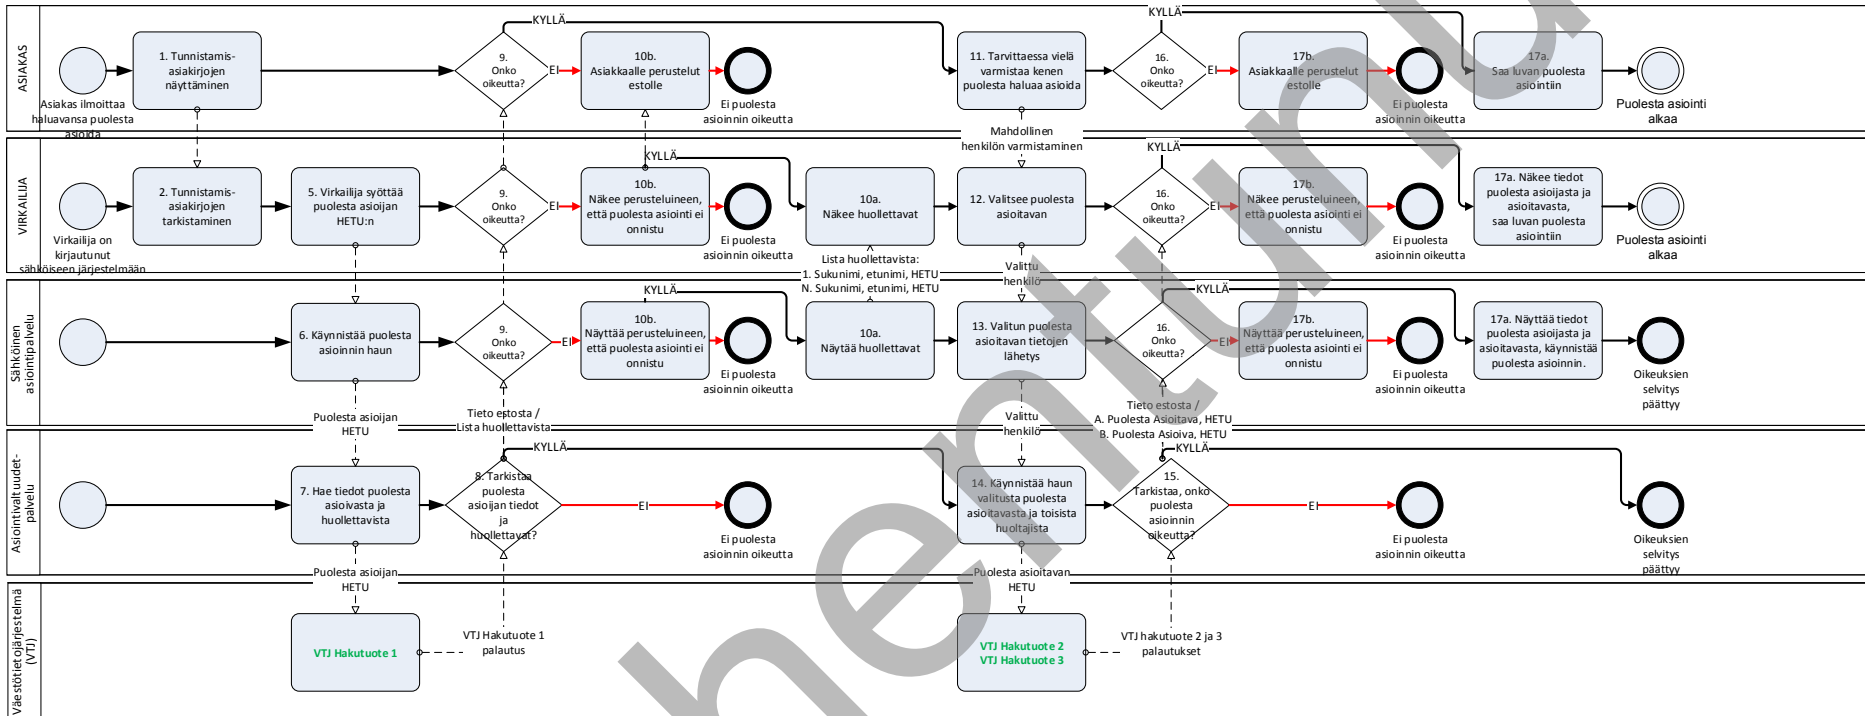 ASIAKAS
Asiakas ilmoittaa
haluavansa puolesta
asioida
1. Tunnistamis-
asiakirjojen
näyttäminen
9.
Onko
oikeutta?
KYLLÄ
EI
10b.
Asiakkaalle perustelut
estolle
Ei puolesta
asioinnin oikeutta
11. Tarvittaessa vielä
varmistaa kenen
puolesta haluaa asioida
16.
Onko
oikeutta?
KYLLÄ
EI
17b.
Asiakkaalle perustelut
estolle
Ei puolesta
asioinnin oikeutta
17a.
Saa luvan puolesta
asiointiin
Puolesta asiointi
alkaa
Mahdollinen
henkilön varmistaminen
VIRKAILIJA
Virkailija on
kirjautunut
sähköiseen järjestelmään
2. Tunnistamis-
asiakirjojen
tarkistaminen
5. Virkailija syöttää
puolesta asioijan
HETU:n
9.
Onko
oikeutta?
KYLLÄ
EI
10b.
Näkee perusteluineen,
että puolesta asiointi ei
onnistu
Ei puolesta
asioinnin oikeutta
10a.
Näkee huollettavat
12. Valitsee puolesta
asioitavan
16.
Onko
oikeutta?
KYLLÄ
EI
17b.
Näkee perusteluineen,
että puolesta asiointi ei
onnistu
Ei puolesta
asioinnin oikeutta
17a. Näkee tiedot
puolesta asioijasta ja
asioitavasta,
saa luvan puolesta
asiointiin
Puolesta asiointi
alkaa
Lista huollettavista:
1. Sukunimi, etunimi, HETU
N. Sukunimi, etunimi, HETU
Valittu
henkilö
Sähköinen
asiointipalvelu
6. Käynnistää puolesta
asioinnin haun
9.
Onko
oikeutta?
KYLLÄ
EI
10b.
Näyttää perusteluineen,
että puolesta asiointi ei
onnistu
Ei puolesta
asioinnin oikeutta
10a.
Näytää huollettavat
13. Valitun puolesta
asioitavan tietojen
lähetys
16.
Onko
oikeutta?
KYLLÄ
EI
17b.
Näyttää perusteluineen,
että puolesta asiointi ei
onnistu
Ei puolesta
asioinnin oikeutta
17a. Näyttää tiedot
puolesta asioijasta ja
asioitavasta, käynnistää
puolesta asioinnin.
Oikeuksien
selvitys
päättyy
Puolesta asioijan
HETU
Tieto estosta /
Lista huollettavista
Valittu
henkilö
Tieto estosta /
A. Puolesta Asioitava, HETU
B. Puolesta Asioiva, HETU
Asiointivaltuudet-
palvelu
7. Hae tiedot puolesta
asioivasta ja
huollettavista
8. Tarkistaa
puolesta
asioijan tiedot
ja
huollettavat?
KYLLÄ
EI
Ei puolesta
asioinnin oikeutta
14. Käynnistää haun
valitusta puolesta
asioitavasta ja toisista
huoltajista
15.
Tarkistaa, onko
puolesta
asioinnin
oikeutta?
KYLLÄ
EI
Ei puolesta
asioinnin oikeutta
Oikeuksien
selvitys
päättyy
Puolesta asioijan
HETU
Puolesta asioitavan
HETU
Väestötietojärjestelmä
(VTJ)
VTJ Hakutuote 1
VTJ Hakutuote 1
palautus
VTJ Hakutuote 2
VTJ Hakutuote 3
VTJ hakutuote 2 ja 3
palautukset
hentunu